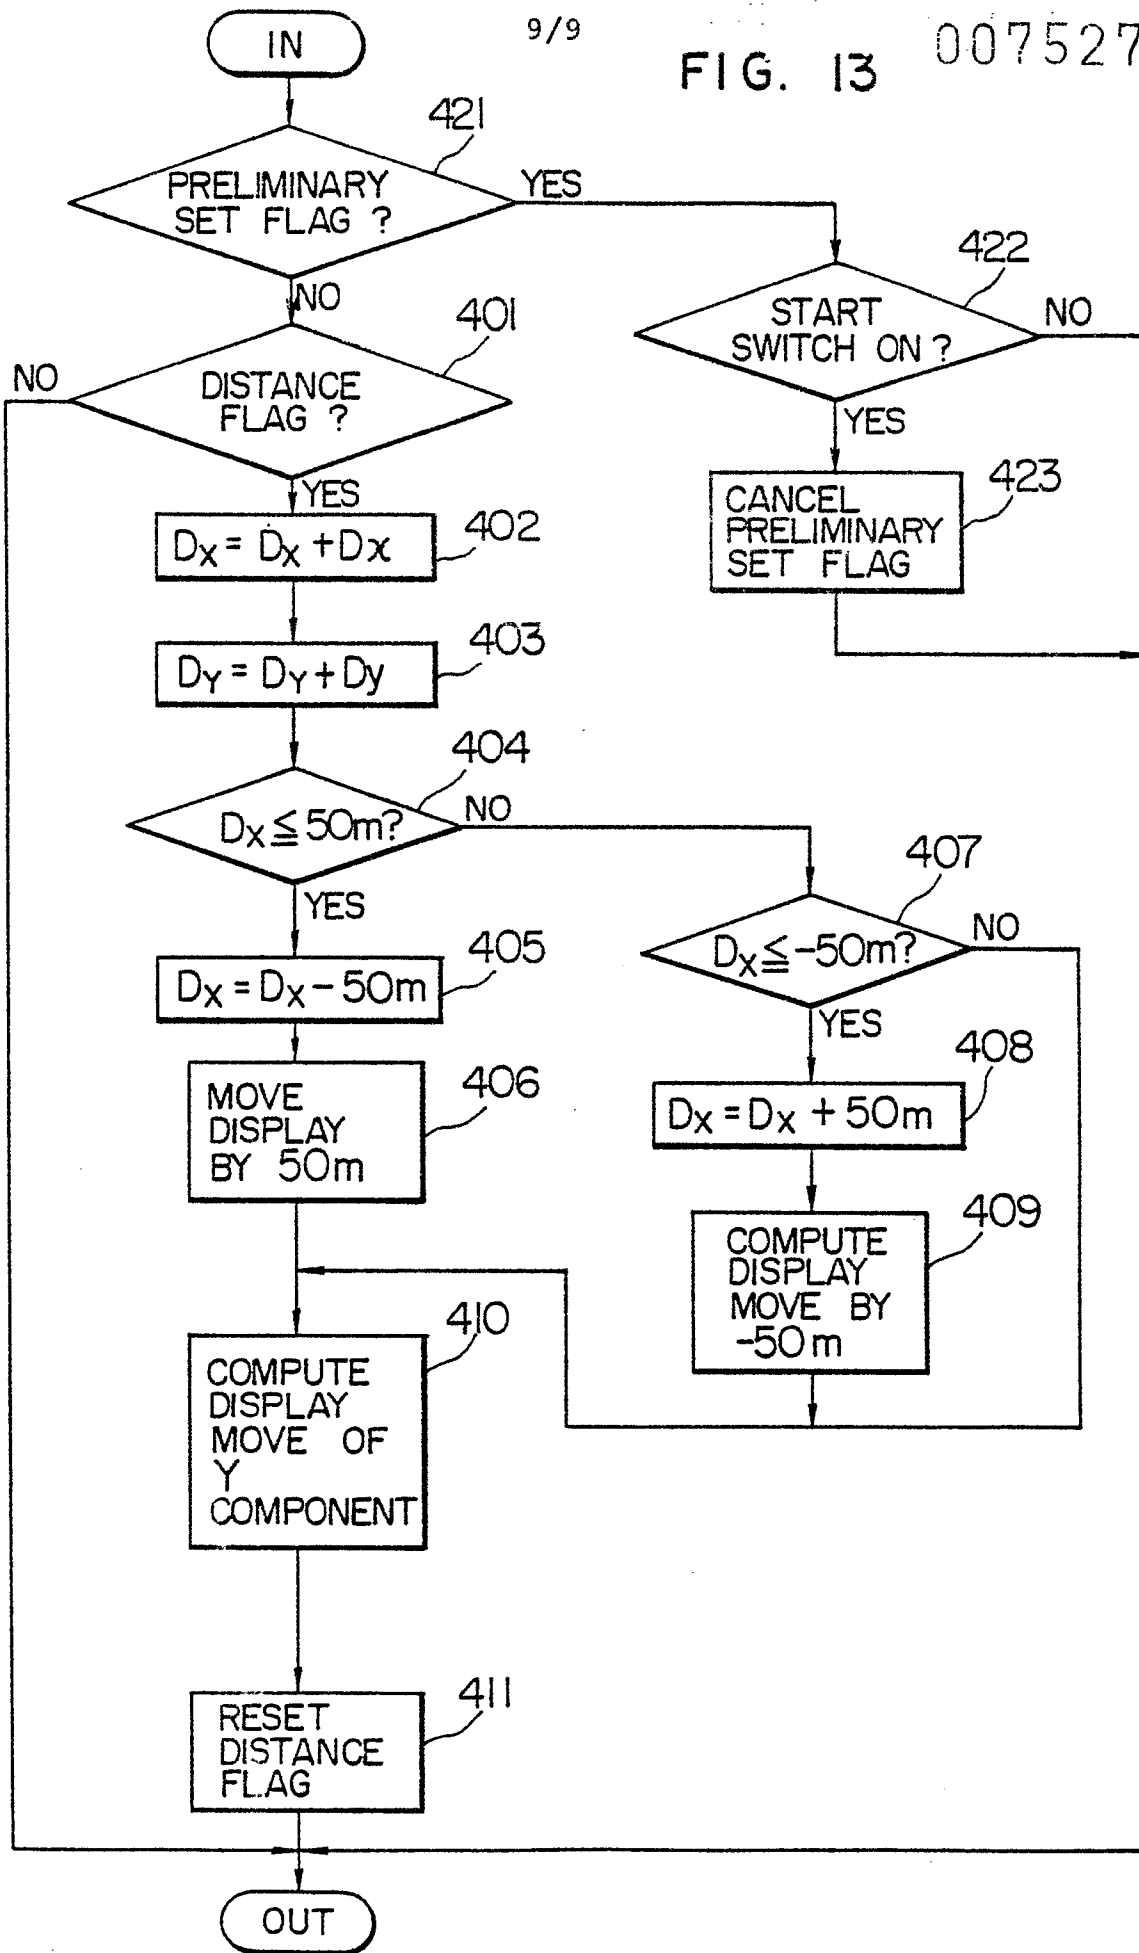 9/9
FIG. 13
007527
IN
421
PRELIMINARY
SET FLAG ?
YES
NO
422
START
SWITCH ON ?
NO
YES
423
CANCEL
PRELIMINARY
SET FLAG
401
DISTANCE
FLAG ?
NO
YES
402
DX = DX + Dx
403
DY = DY + Dy
404
DX ≦ 50m?
NO
YES
405
DX = DX - 50m
406
MOVE
DISPLAY
BY 50m
407
DX ≦ -50m?
NO
YES
408
DX = DX + 50m
409
COMPUTE
DISPLAY
MOVE BY
-50m
410
COMPUTE
DISPLAY
MOVE OF
Y
COMPONENT
411
RESET
DISTANCE
FLAG
OUT